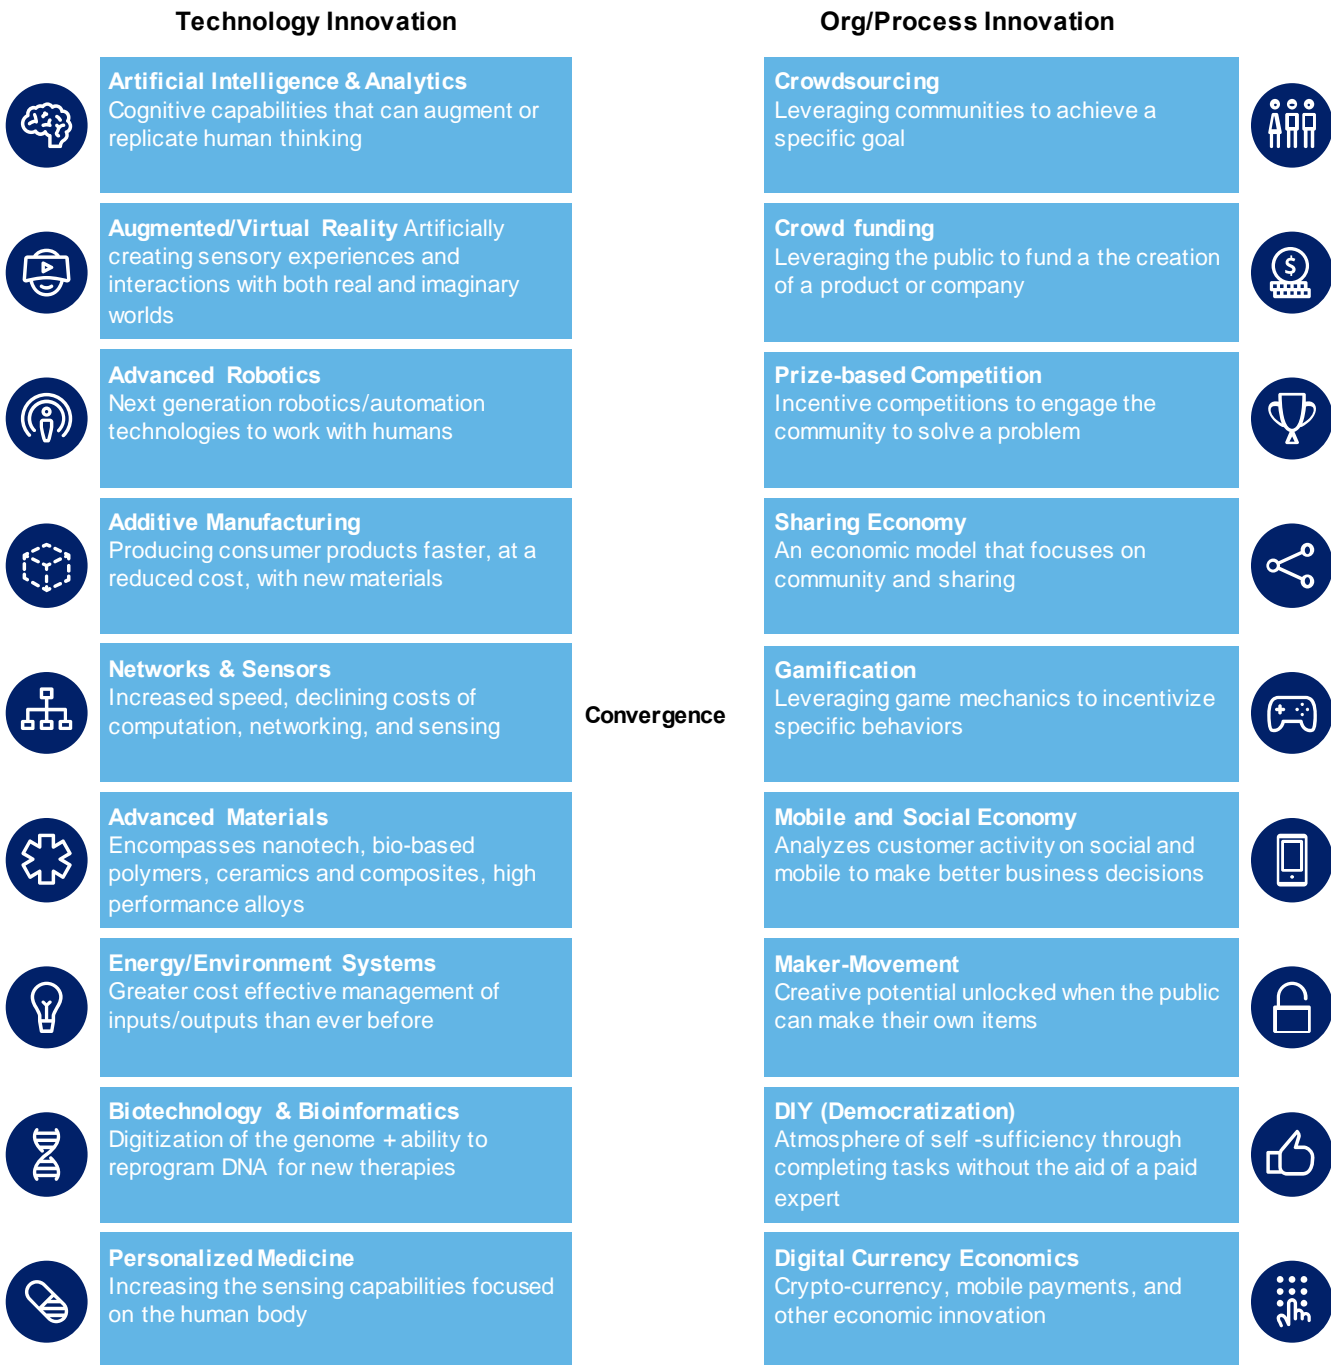 Technology Innovation
Org/Process Innovation
Artificial Intelligence & Analytics
Cognitive capabilities that can augment or
replicate human thinking
Augmented/Virtual Reality Artificially
creating sensory experiences and
interactions with both real and imaginary
worlds
Advanced Robotics
Next generation robotics/automation
technologies to work with humans
Additive Manufacturing
Producing consumer products faster, at a
reduced cost, with new materials
Networks & Sensors
Increased speed, declining costs of
computation, networking, and sensing
Advanced Materials
Encompasses nanotech, bio-based
polymers, ceramics and composites, high
performance alloys
Energy/Environment Systems
Greater cost effective management of
inputs/outputs than ever before
Biotechnology & Bioinformatics
Digitization of the genome + ability to
reprogram DNA for new therapies
Personalized Medicine
Increasing the sensing capabilities focused
on the human body
Convergence
Crowdsourcing
Leveraging communities to achieve a
specific goal
Crowd funding
Leveraging the public to fund a the creation
of a product or company
Prize-based Competition
Incentive competitions to engage the
community to solve a problem
Sharing Economy
An economic model that focuses on
community and sharing
Gamification
Leveraging game mechanics to incentivize
specific behaviors
Mobile and Social Economy
Analyzes customer activity on social and
mobile to make better business decisions
Maker-Movement
Creative potential unlocked when the public
can make their own items
DIY (Democratization)
Atmosphere of self -sufficiency through
completing tasks without the aid of a paid
expert
Digital Currency Economics
Crypto-currency, mobile payments, and
other economic innovation